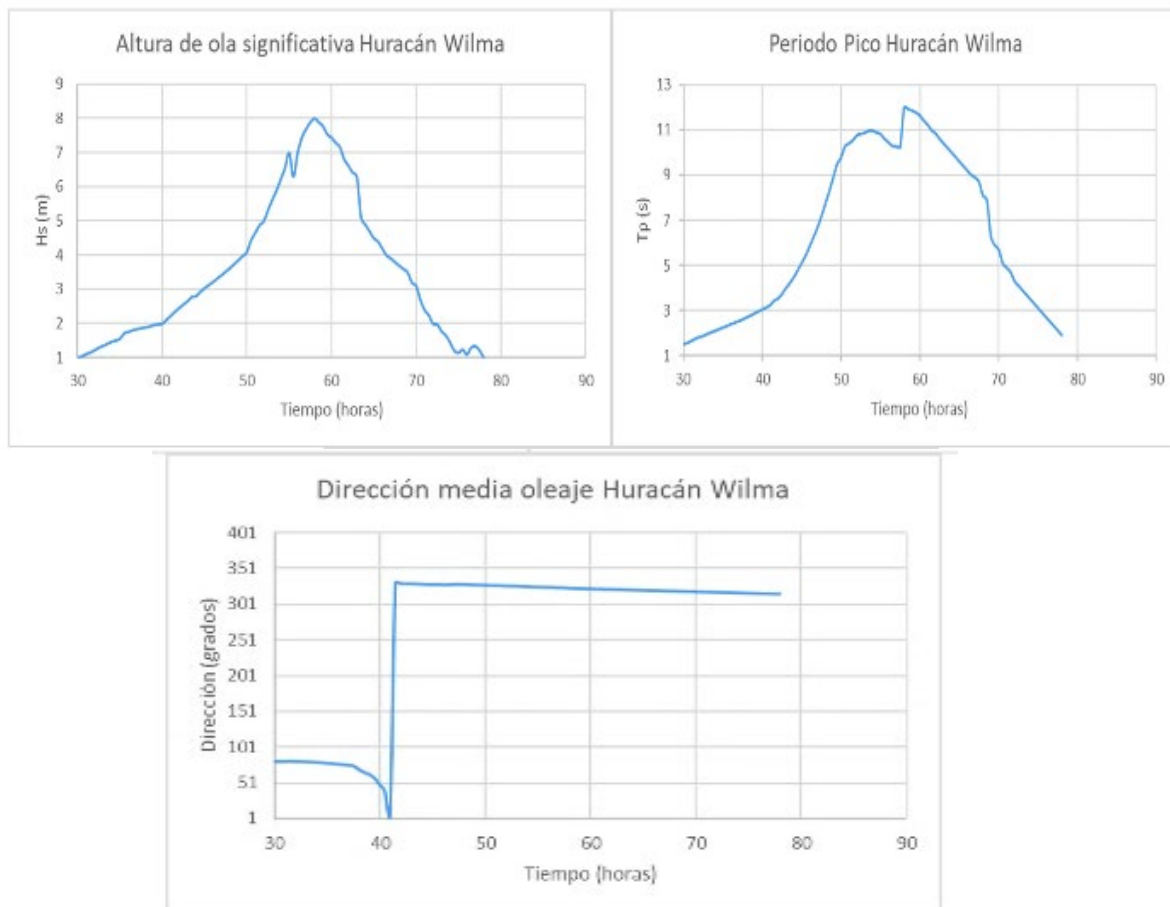 Altura de ola significativa Huracán Wilma
Hs (m)
9
8
7
6
5
4
3
2
1
30 40 50 60 70 80 90
Tiempo (horas)
Periodo Pico Huracán Wilma
Tp (s)
13
11
9
7
5
3
1
30 40 50 60 70 80 90
Tiempo (horas)
Dirección media oleaje Huracán Wilma
Dirección (grados)
401
351
301
251
201
151
101
51
1
30 40 50 60 70 80 90
Tiempo (horas)